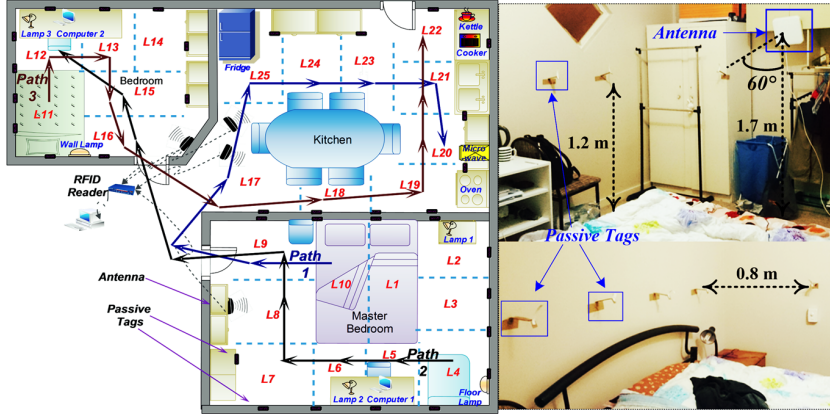 Lamp 3 Computer 2
L12
L13
L14
Path
3
Bedroom
L15
L11
L16
Wall Lamp
RFID
Reader
Fridge
L24
L23
L22
Kettle
Cooker
L25
L21
Kitchen
L20
Micro
wave
L17
L18
L19
Oven
L9
Path
1
Lamp 1
L2
L10
L1
L3
Antenna
L8
Master
Bedroom
Passive
Tags
L7
L6
L5
Path
2
L4
Lamp 2 Computer 1
Floor
Lamp
Antenna
60°
1.2 m
1.7 m
Passive Tags
0.8 m